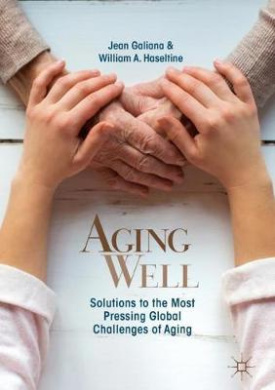 Jean Galiana &
William A. Haseltine
AGING
WELL
Solutions to the Most
Pressing Global
Challenges of Aging